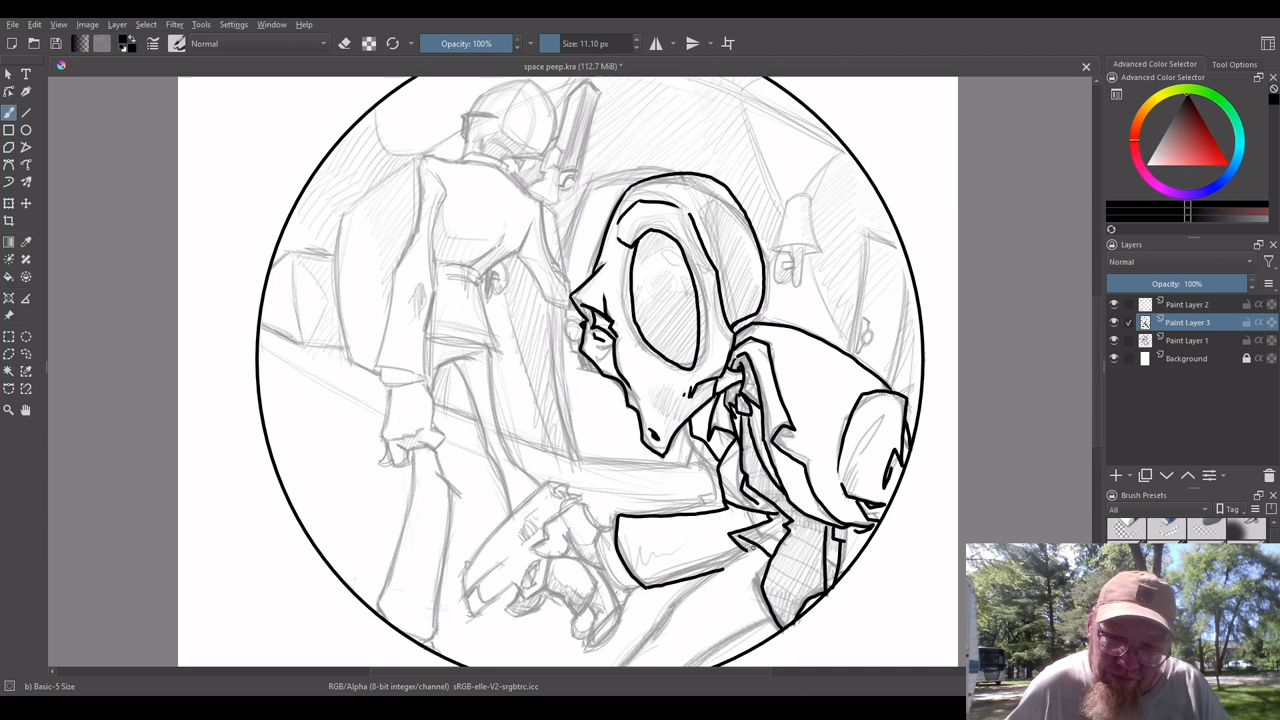 File Edit View Image Layer Select Filter Tools Settings Window Help
Normal Opacity: 100% Size: 11.10 px
space peep.kra (112.7 MiB) *
Advanced Color Selector Tool Options
Advanced Color Selector
Layers
Normal
Opacity: 100%
Paint Layer 2
Paint Layer 3
Paint Layer 1
Background
Brush Presets
All Tag
b) Basic-5 Size RGB/Alpha (8-bit integer/channel) sRGB-elle-V2-srgbtrc.icc